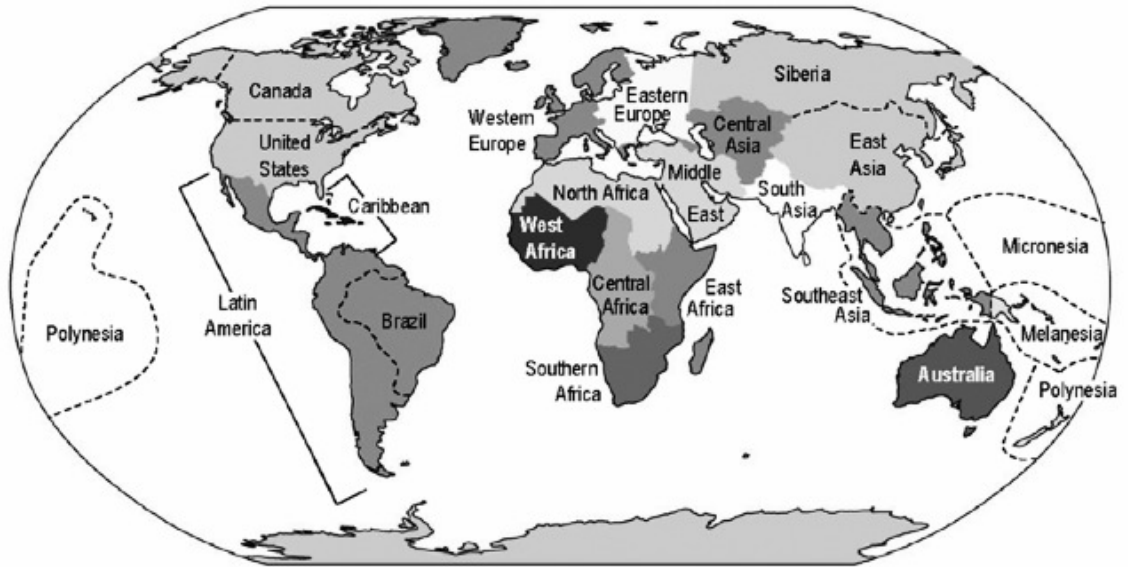 Canada
United
States
Caribbean
Latin
America
Brazil
Polynesia
Western
Europe
Eastern
Europe
Siberia
Central
Asia
East
Asia
Middle
East
South
Asia
North Africa
West
Africa
Central
Africa
East
Africa
Southern
Africa
Southeast
Asia
Micronesia
Melanesia
Australia
Polynesia